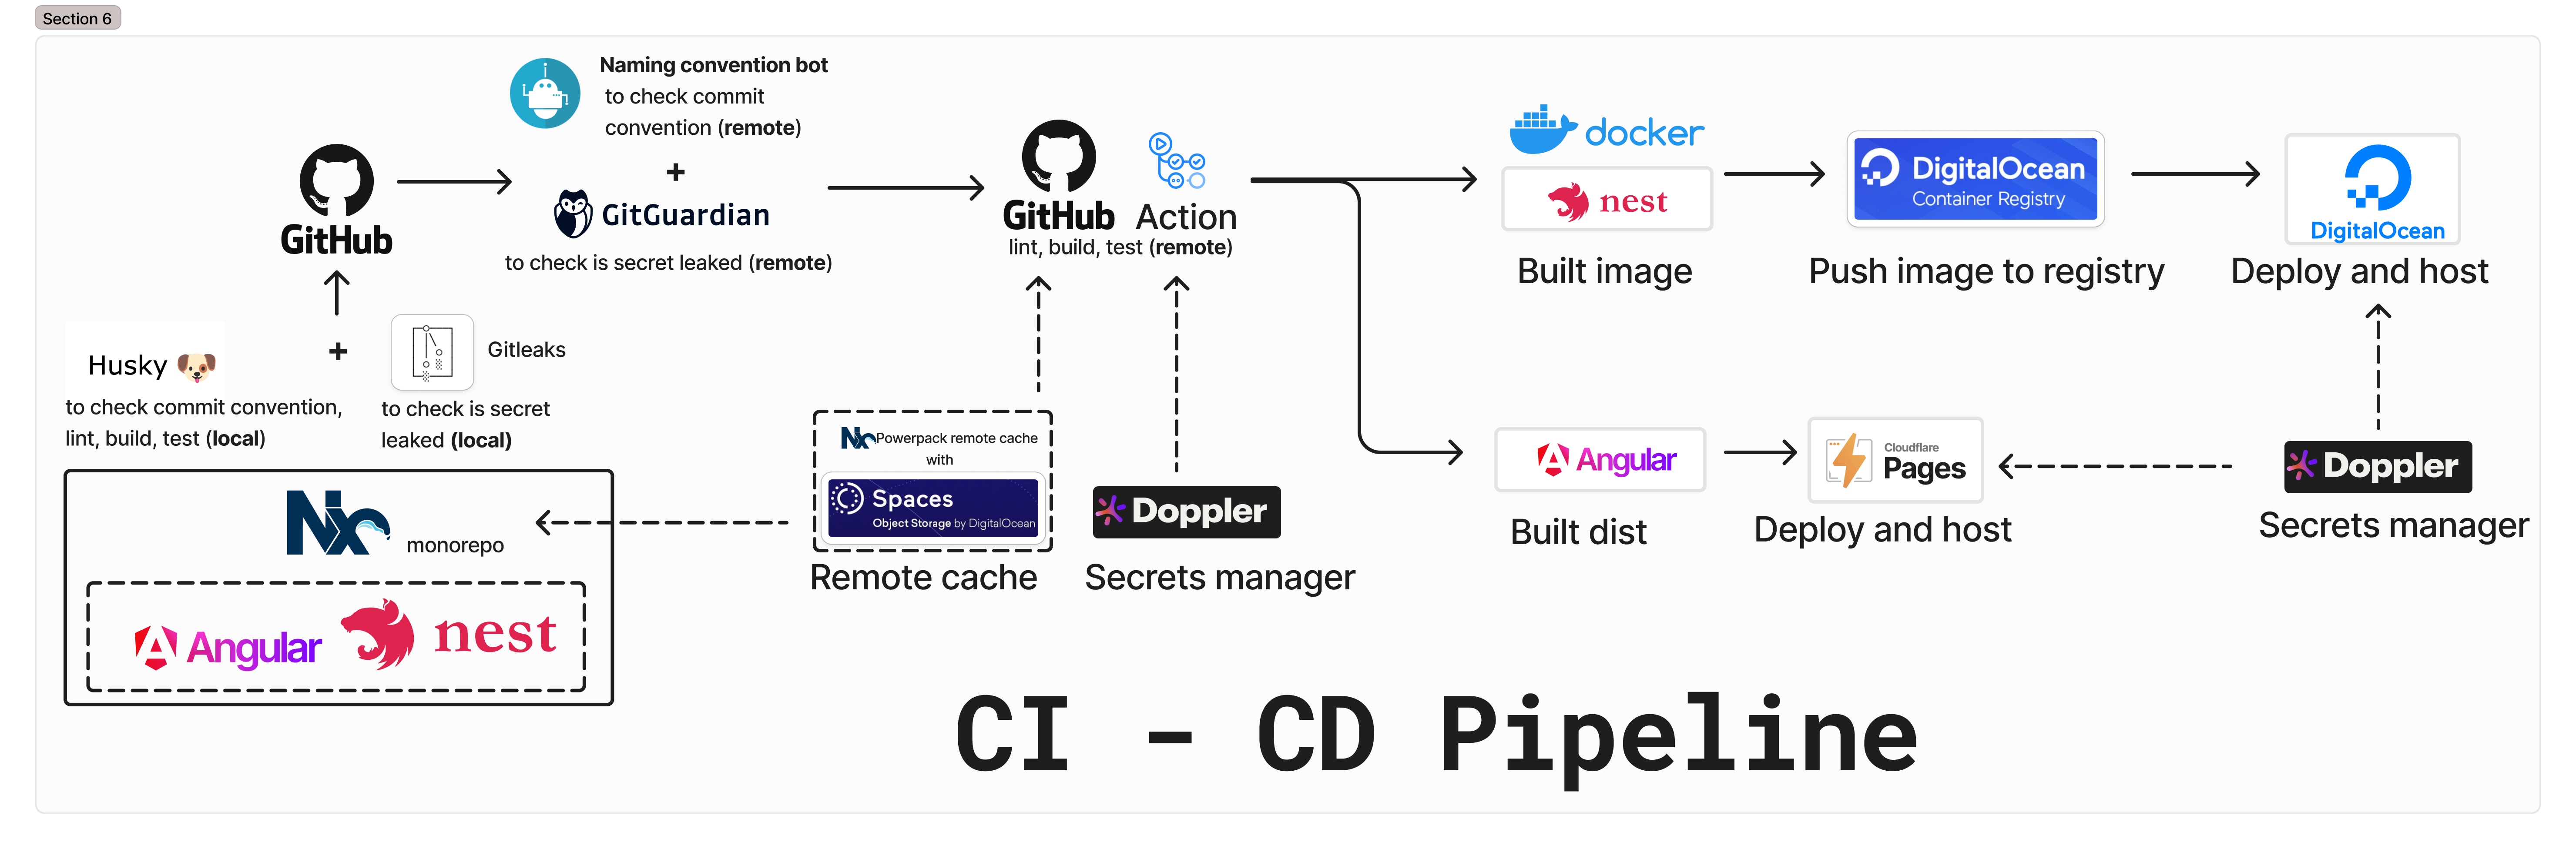 Section 6
Naming convention bot
to check commit
convention (remote)
+
GitGuardian
to check is secret leaked (remote)
GitHub
Husky
+
Gitleaks
to check commit convention,
lint, build, test (local)
to check is secret
leaked (local)
Nx
monorepo
Angular
nest
GitHub Action
lint, build, test (remote)
Nx Powerpack remote cache
with
Spaces
Object Storage by DigitalOcean
Remote cache
Doppler
Secrets manager
docker
nest
Built image
DigitalOcean
Container Registry
Push image to registry
DigitalOcean
Deploy and host
Angular
Built dist
Cloudflare
Pages
Deploy and host
Doppler
Secrets manager
CI - CD Pipeline